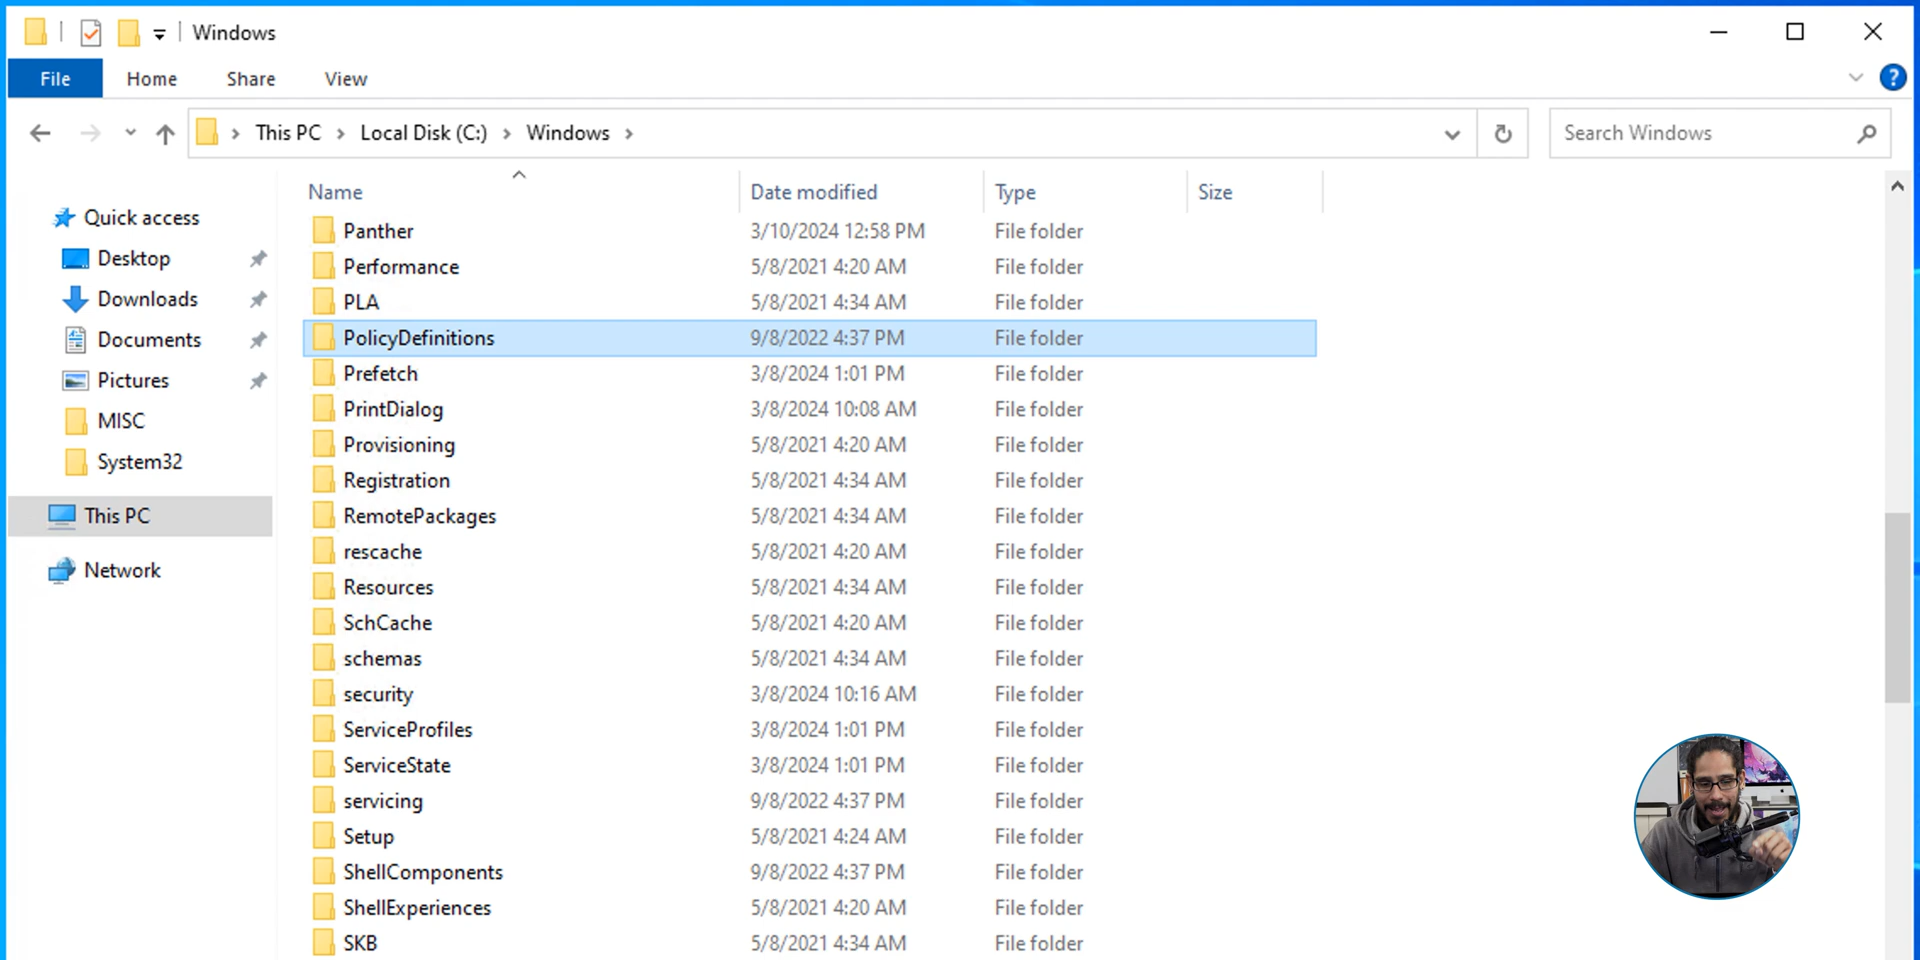 Windows
File Home Share View
This PC Local Disk (C:) Windows
Search Windows
Name Date modified Type Size
Quick access
Desktop
Downloads
Documents
Pictures
MISC
System32
This PC
Network
Panther 3/10/2024 12:58 PM File folder
Performance 5/8/2021 4:20 AM File folder
PLA 5/8/2021 4:34 AM File folder
PolicyDefinitions 9/8/2022 4:37 PM File folder
Prefetch 3/8/2024 1:01 PM File folder
PrintDialog 3/8/2024 10:08 AM File folder
Provisioning 5/8/2021 4:20 AM File folder
Registration 5/8/2021 4:34 AM File folder
RemotePackages 5/8/2021 4:34 AM File folder
rescache 5/8/2021 4:20 AM File folder
Resources 5/8/2021 4:34 AM File folder
SchCache 5/8/2021 4:20 AM File folder
schemas 5/8/2021 4:34 AM File folder
security 3/8/2024 10:16 AM File folder
ServiceProfiles 3/8/2024 1:01 PM File folder
ServiceState 3/8/2024 1:01 PM File folder
servicing 9/8/2022 4:37 PM File folder
Setup 5/8/2021 4:24 AM File folder
ShellComponents 9/8/2022 4:37 PM File folder
ShellExperiences 5/8/2021 4:20 AM File folder
SKB 5/8/2021 4:34 AM File folder